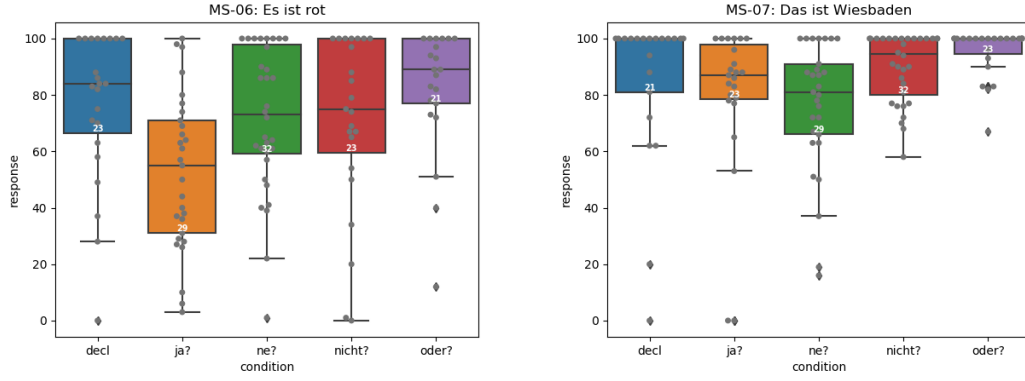 MS-06: Es ist rot
100
80
60
40
20
0
response
23
29
32
23
21
decl
ja?
ne?
nicht?
oder?
condition
MS-07: Das ist Wiesbaden
100
80
60
40
20
0
response
21
23
29
32
23
decl
ja?
ne?
nicht?
oder?
condition